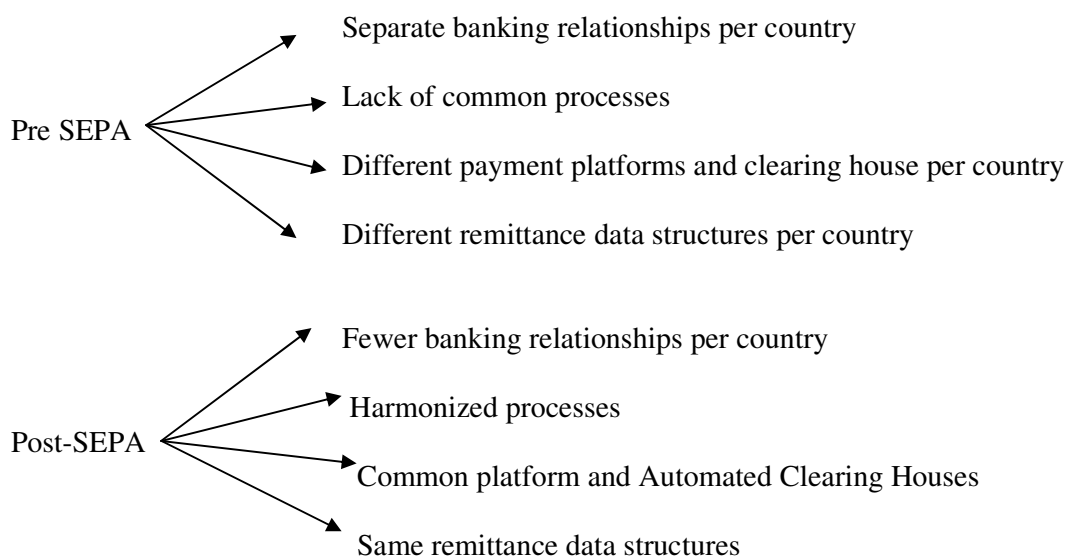 Separate banking relationships per country
Lack of common processes
Pre SEPA
Different payment platforms and clearing house per country
Different remittance data structures per country
Fewer banking relationships per country
Harmonized processes
Post-SEPA
Common platform and Automated Clearing Houses
Same remittance data structures